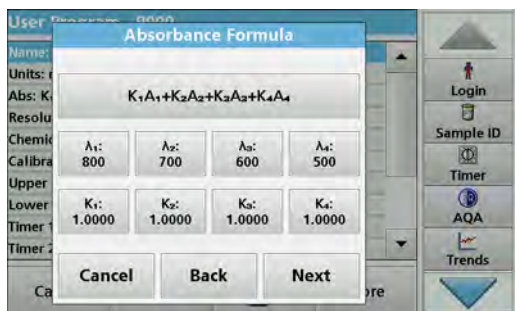 User Program 9000
Absorbance Formula
Name:
Units:
Abs: K
Resolu
Chemic
Calibra
Upper
Lower
Timer 1
Timer 2
K₁A₁+K₂A₂+K₃A₃+K₄A₄
λ₁: λ₂: λ₃: λ₄:
800 700 600 500
K₁: K₂: K₃: K₄:
1.0000 1.0000 1.0000 1.0000
Cancel Back Next
Ca ore
Login
Sample ID
Timer
AQA
Trends